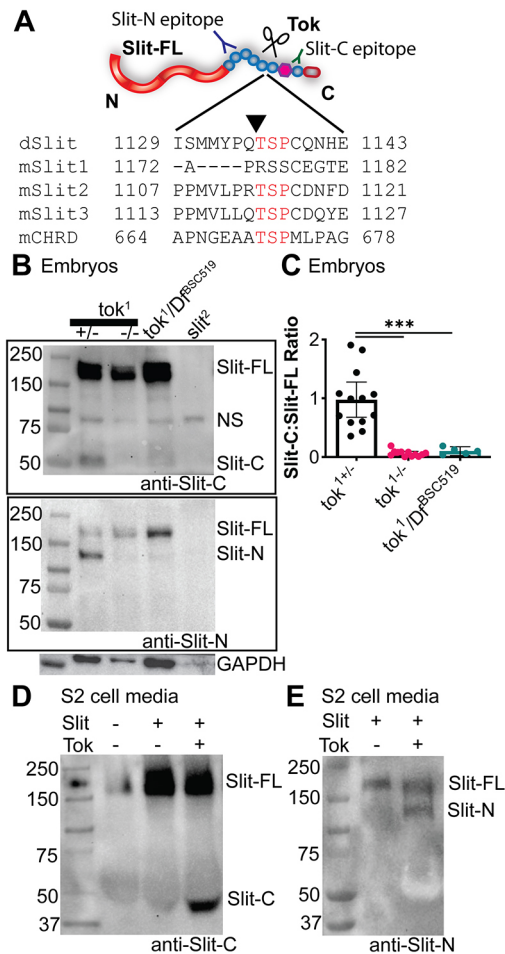 A
Slit-N epitope
Tok
Slit-FL
Slit-C epitope
N
C
dSlit 1129 ISMMYPQTSPCQNHE 1143
mSlit1 1172 -A----PRSSCEGTE 1182
mSlit2 1107 PPMVLPRTSPCDNFD 1121
mSlit3 1113 PPMVLLQTSPCDQYE 1127
mCHRD 664 APNGEAATSPMLPAG 678
B Embryos
tok1
+/- -/- tok1/DfBSC519 slit2
250
150
75
50
Slit-FL
NS
Slit-C
anti-Slit-C
250
150
75
50
Slit-FL
Slit-N
anti-Slit-N
GAPDH
C Embryos
Slit-C:Slit-FL Ratio
2
1
0
***
tok1+/-
tok1-/-
tok1/DfBSC519
D S2 cell media
Slit - + +
Tok - - +
250
150
75
50
37
Slit-FL
Slit-C
anti-Slit-C
E S2 cell media
Slit + +
Tok - +
250
150
75
50
37
Slit-FL
Slit-N
anti-Slit-N